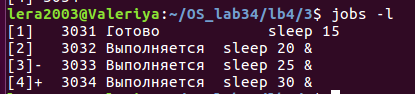 lera2003@Valeriya:~/OS_lab34/lb4/3$ jobs -l
[1]   3031 Готово                  sleep 15
[2]   3032 Выполняется  sleep 20 &
[3]-  3033 Выполняется  sleep 25 &
[4]+  3034 Выполняется  sleep 30 &